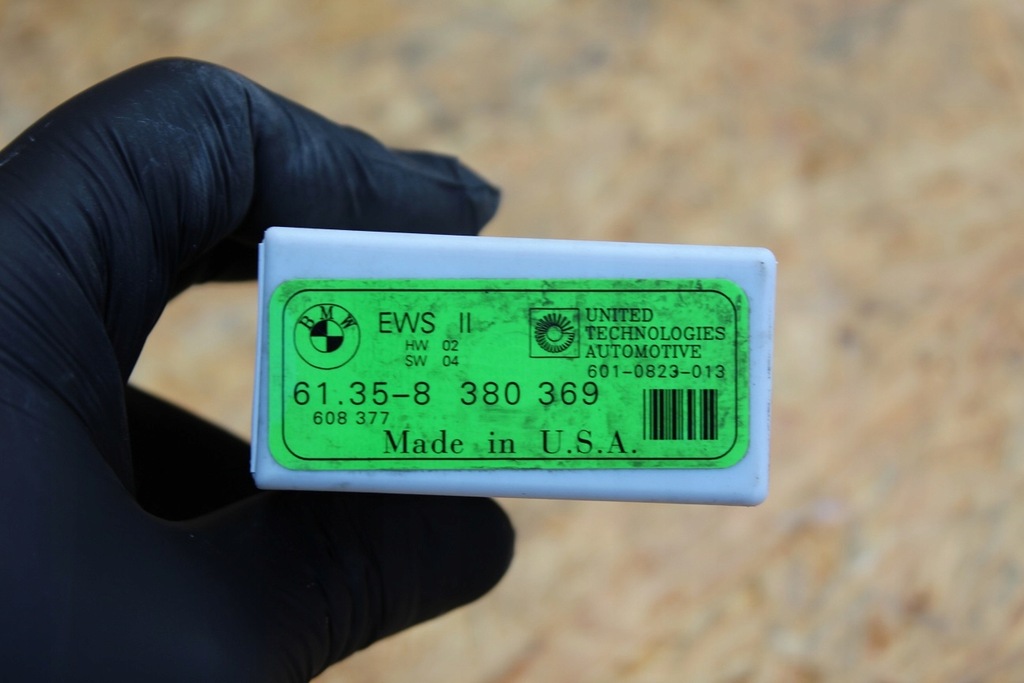 BMW
EWS II
HW 02
SW 04
UNITED
TECHNOLOGIES
AUTOMOTIVE
601-0823-013
61.35-8 380 369
608 377
Made in U.S.A.